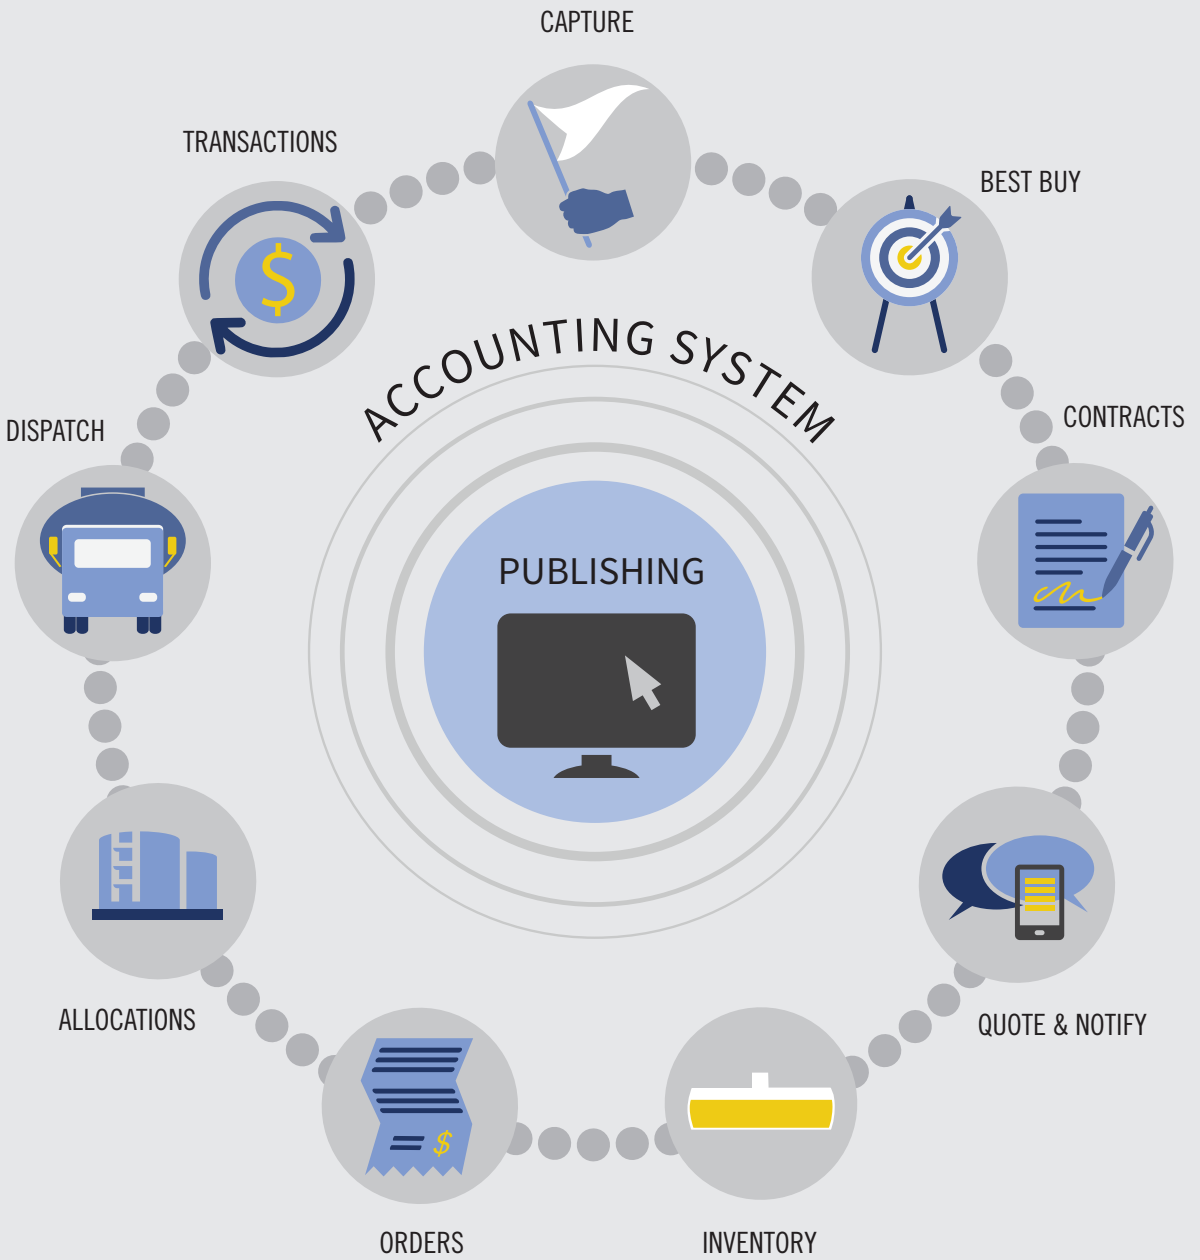 CAPTURE
TRANSACTIONS
BEST BUY
$
ACCOUNTING SYSTEM
DISPATCH
CONTRACTS
PUBLISHING
ALLOCATIONS
QUOTE & NOTIFY
$
ORDERS
INVENTORY